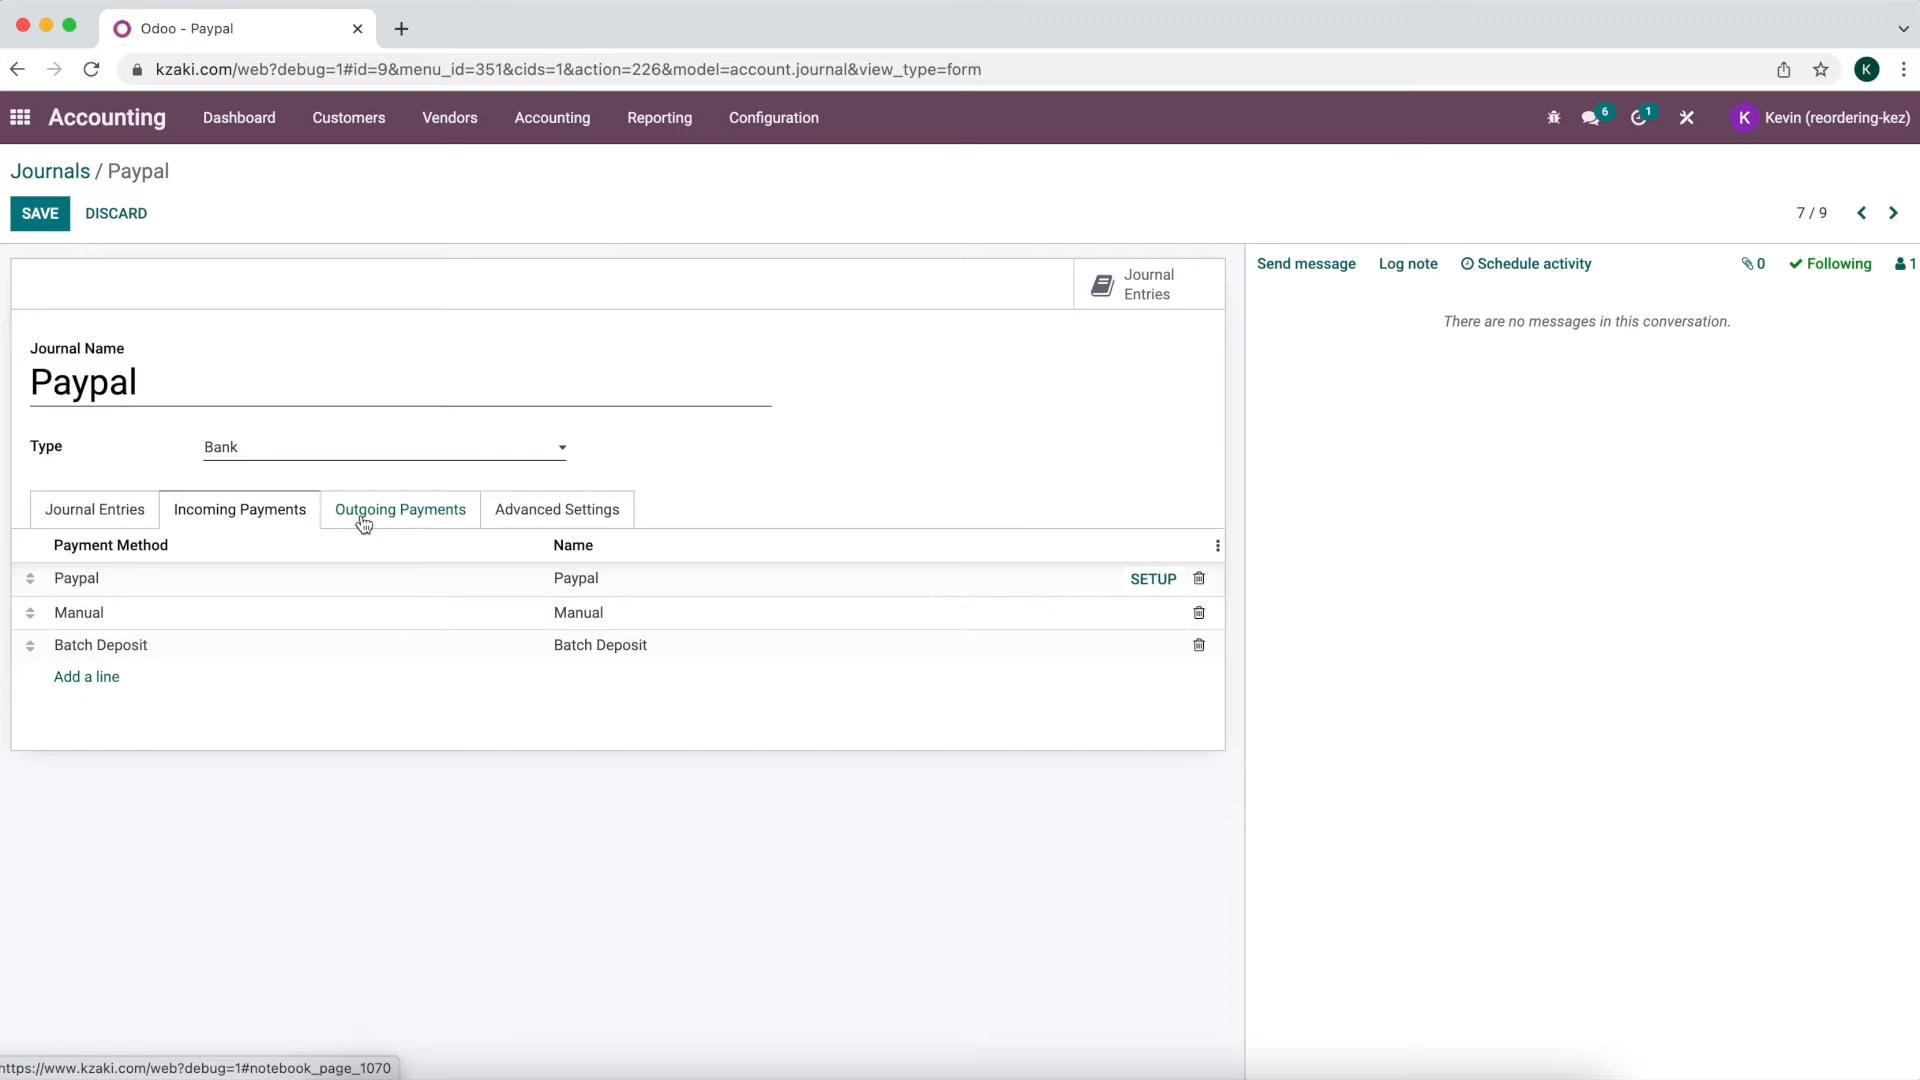 Odoo - Paypal
kzaki.com/web?debug=1#id=9&menu_id=351&cids=1&action=226&model=account.journal&view_type=form
K
Accounting Dashboard Customers Vendors Accounting Reporting Configuration 6 1 K Kevin (reordering-kez)
Journals / Paypal
SAVE DISCARD 7 / 9
Send message Log note Schedule activity 0 Following 1
Journal
Entries
There are no messages in this conversation.
Journal Name
Paypal
Type Bank
Journal Entries Incoming Payments Outgoing Payments Advanced Settings
Payment Method Name
Paypal Paypal SETUP
Manual Manual
Batch Deposit Batch Deposit
Add a line
https://www.kzaki.com/web?debug=1#notebook_page_1070